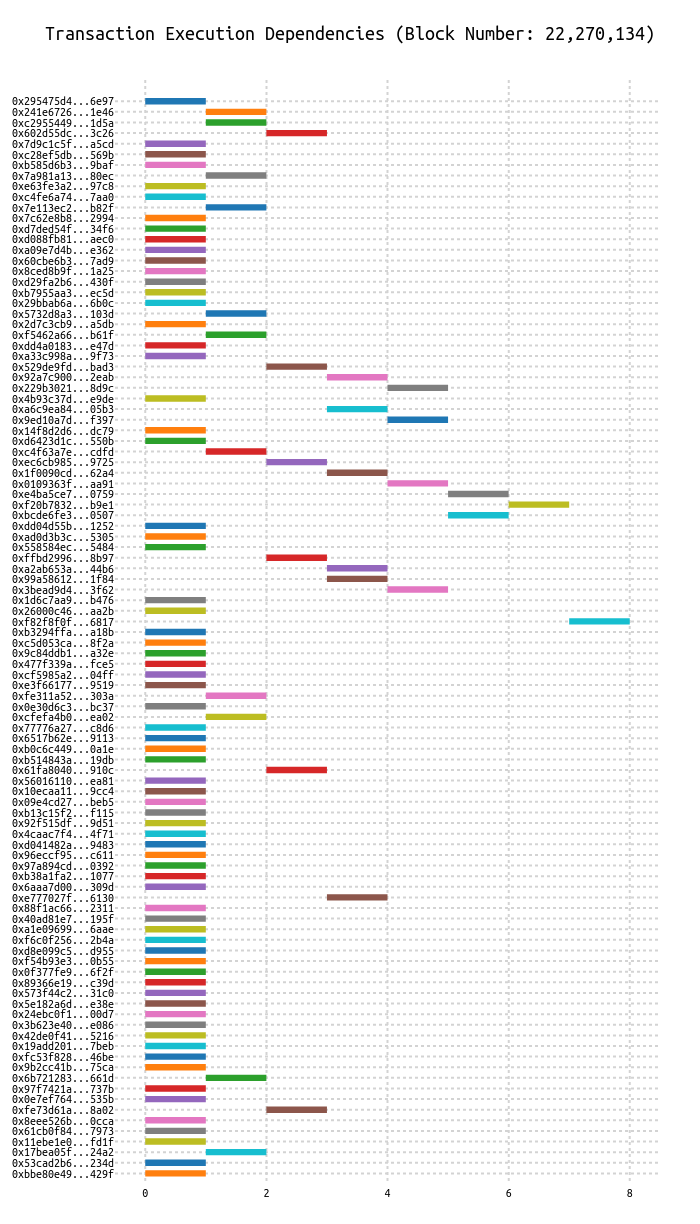 Transaction Execution Dependencies (Block Number: 22,270,134)
0x295475d4...6e97
0x241e6726...1e46
0xc2955449...1d5a
0x602d55dc...3c26
0x7d9c1c5f...a5cd
0xc28ef5db...569b
0xb585d6b3...9baf
0x7a981a13...80ec
0xe63fe3a2...97c8
0xc4fe6a74...7aa0
0x7e113ec2...b82f
0x7c62e8b8...2994
0xd7ded54f...34f6
0xd088fb81...aec0
0xa09e7d4b...e362
0x60cbe6b3...7ad9
0x8ced8b9f...1a25
0xd29fa2b6...430f
0xb7955aa3...ec5d
0x29bbab6a...6b0c
0x5732d8a3...103d
0x2d7c3cb9...a5db
0xf5462a66...b61f
0xdd4a0183...e47d
0xa33c998a...9f73
0x529de9fd...bad3
0x92a7c900...2eab
0x229b3021...8d9c
0x4b93c37d...e9de
0xa6c9ea84...05b3
0x9ed10a7d...f397
0x14f8d2d6...dc79
0xd6423d1c...550b
0xc4f63a7e...cdfd
0xec6cb985...9725
0x1f0090cd...62a4
0x0109363f...aa91
0xe4ba5ce7...0759
0xf20b7832...b9e1
0xbcde6fe3...0507
0xdd04d55b...1252
0xad0d3b3c...5305
0x558584ec...5484
0xffbd2996...8b97
0xa2ab653a...44b6
0x99a58612...1f84
0x3bead9d4...3f62
0x1d6c7aa9...b476
0x26000c46...aa2b
0xf82f8f0f...6817
0xb3294ffa...a18b
0xc5d053ca...8f2a
0x9c84ddb1...a32e
0x477f339a...fce5
0xcf5985a2...04ff
0xe3f66177...9519
0xfe311a52...303a
0x0e30d6c3...bc37
0xcfefa4b0...ea02
0x77776a27...c8d6
0x6517b62e...9113
0xb0c6c449...0a1e
0xb514843a...19db
0x61fa8040...910c
0x56016110...ea81
0x10ecaa11...9cc4
0x09e4cd27...beb5
0xb13c15f2...f115
0x92f515df...9d51
0x4caac7f4...4f71
0xd041482a...9483
0x96eccf95...c611
0x97a894cd...0392
0xb38a1fa2...1077
0x6aaa7d00...309d
0xe777027f...6130
0x88f1ac66...2311
0x40ad81e7...195f
0xa1e09699...6aae
0xf6c0f256...2b4a
0xd8e099c5...d955
0xf54b93e3...0b55
0x0f377fe9...6f2f
0x89366e19...c39d
0x573f44c2...31c0
0x5e182a6d...e38e
0x24ebc0f1...00d7
0x3b623e40...e086
0x42de0f41...5216
0x19add201...7beb
0xfc53f828...46be
0x9b2cc41b...75ca
0x6b721283...661d
0x97f7421a...737b
0x0e7ef764...535b
0xfe73d61a...8a02
0x8eee526b...0cca
0x61cb0f84...7973
0x11ebe1e0...fd1f
0x17bea05f...24a2
0x53cad2b6...234d
0xbbe80e49...429f
0 2 4 6 8